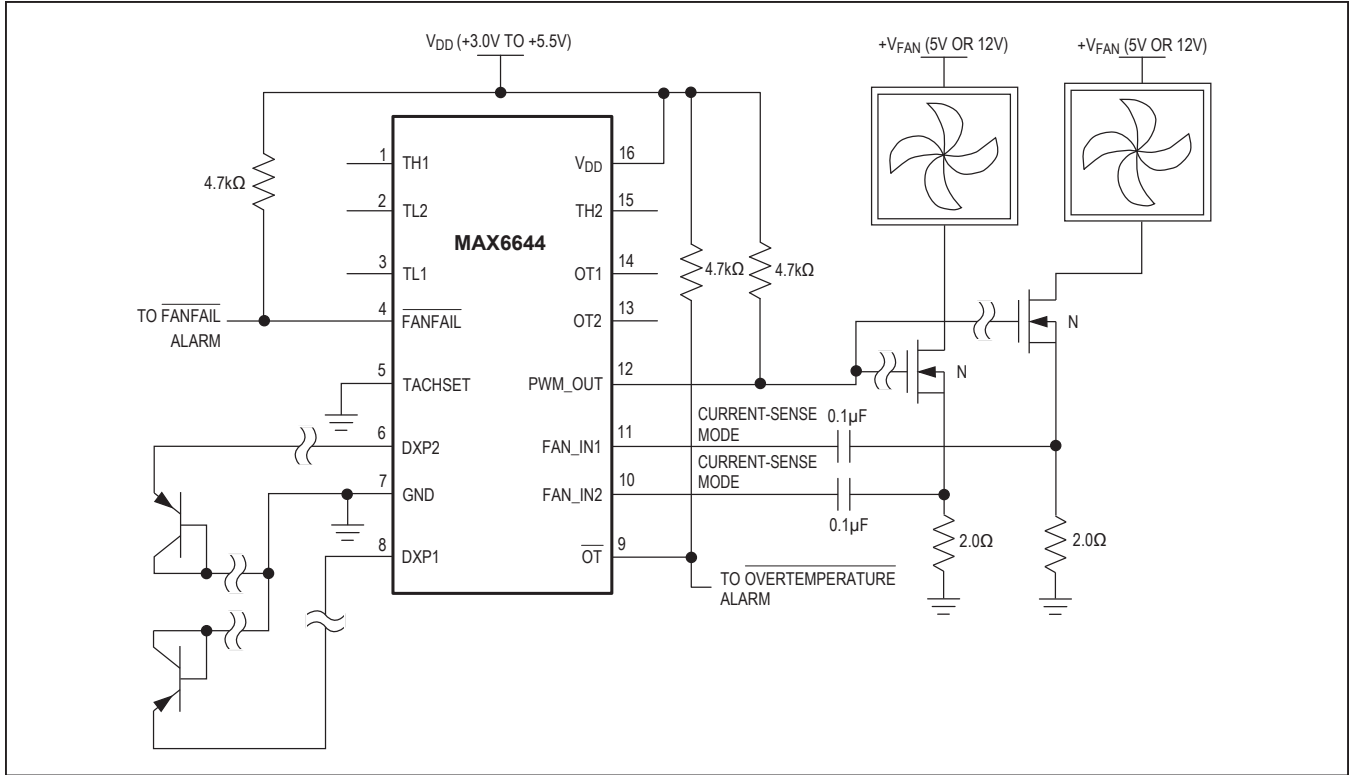 VDD (+3.0V TO +5.5V)
+VFAN (5V OR 12V)
+VFAN (5V OR 12V)
4.7kΩ
1
TH1
2
TL2
3
TL1
TO FANFAIL
ALARM
4
FANFAIL
5
TACHSET
6
DXP2
7
GND
8
DXP1
MAX6644
VDD
16
TH2
15
OT1
14
OT2
13
PWM_OUT
12
FAN_IN1
11
FAN_IN2
10
OT
9
4.7kΩ
4.7kΩ
N
N
CURRENT-SENSE
MODE
0.1µF
CURRENT-SENSE
MODE
0.1µF
2.0Ω
2.0Ω
TO OVERTEMPERATURE
ALARM